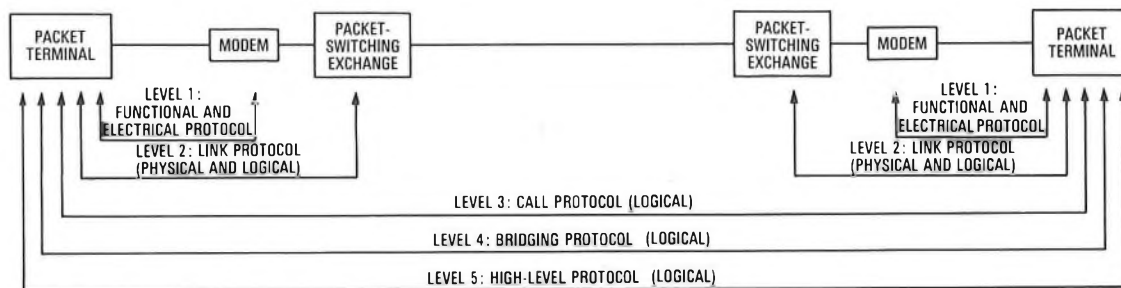 PACKET
TERMINAL
MODEM
PACKET-
SWITCHING
EXCHANGE
PACKET-
SWITCHING
EXCHANGE
MODEM
PACKET
TERMINAL
LEVEL 1:
FUNCTIONAL AND
ELECTRICAL PROTOCOL
LEVEL 2: LINK PROTOCOL
(PHYSICAL AND LOGICAL)
LEVEL 1:
FUNCTIONAL AND
ELECTRICAL PROTOCOL
LEVEL 2: LINK PROTOCOL
(PHYSICAL AND LOGICAL)
LEVEL 3: CALL PROTOCOL (LOGICAL)
LEVEL 4: BRIDGING PROTOCOL (LOGICAL)
LEVEL 5: HIGH-LEVEL PROTOCOL (LOGICAL)